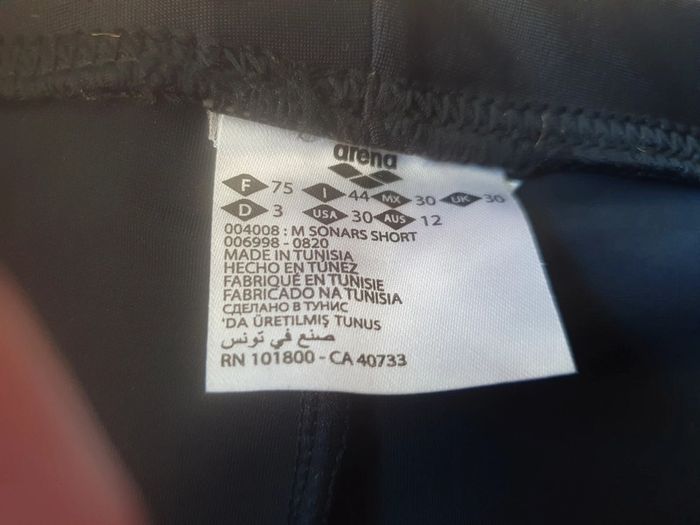 arena
F 75 I 44 MX 30 UK 30
D 3 USA 30 AUS 12
004008 : M SONARS SHORT
006998 - 0820
MADE IN TUNISIA
HECHO EN TÚNEZ
FABRIQUÉ EN TUNISIE
FABRICADO NA TUNISIA
СДЕЛАНО В ТУНИС
'DA ÜRETILMIŞ TUNUS
صنع في تونس
RN 101800 - CA 40733